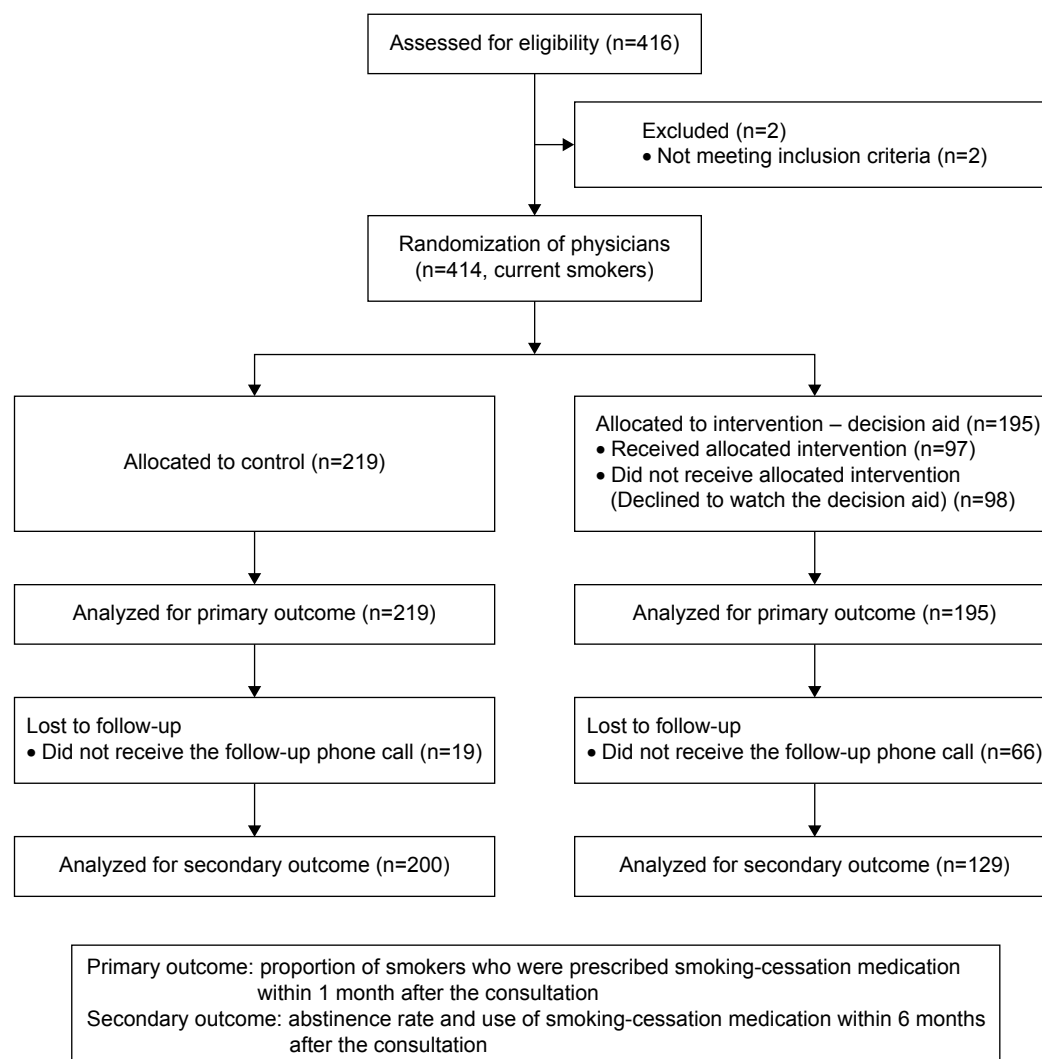 Assessed for eligibility (n=416)
Excluded (n=2)
• Not meeting inclusion criteria (n=2)
Randomization of physicians
(n=414, current smokers)
Allocated to control (n=219)
Allocated to intervention – decision aid (n=195)
• Received allocated intervention (n=97)
• Did not receive allocated intervention
(Declined to watch the decision aid) (n=98)
Analyzed for primary outcome (n=219)
Analyzed for primary outcome (n=195)
Lost to follow-up
• Did not receive the follow-up phone call (n=19)
Lost to follow-up
• Did not receive the follow-up phone call (n=66)
Analyzed for secondary outcome (n=200)
Analyzed for secondary outcome (n=129)
Primary outcome: proportion of smokers who were prescribed smoking-cessation medication
within 1 month after the consultation
Secondary outcome: abstinence rate and use of smoking-cessation medication within 6 months
after the consultation